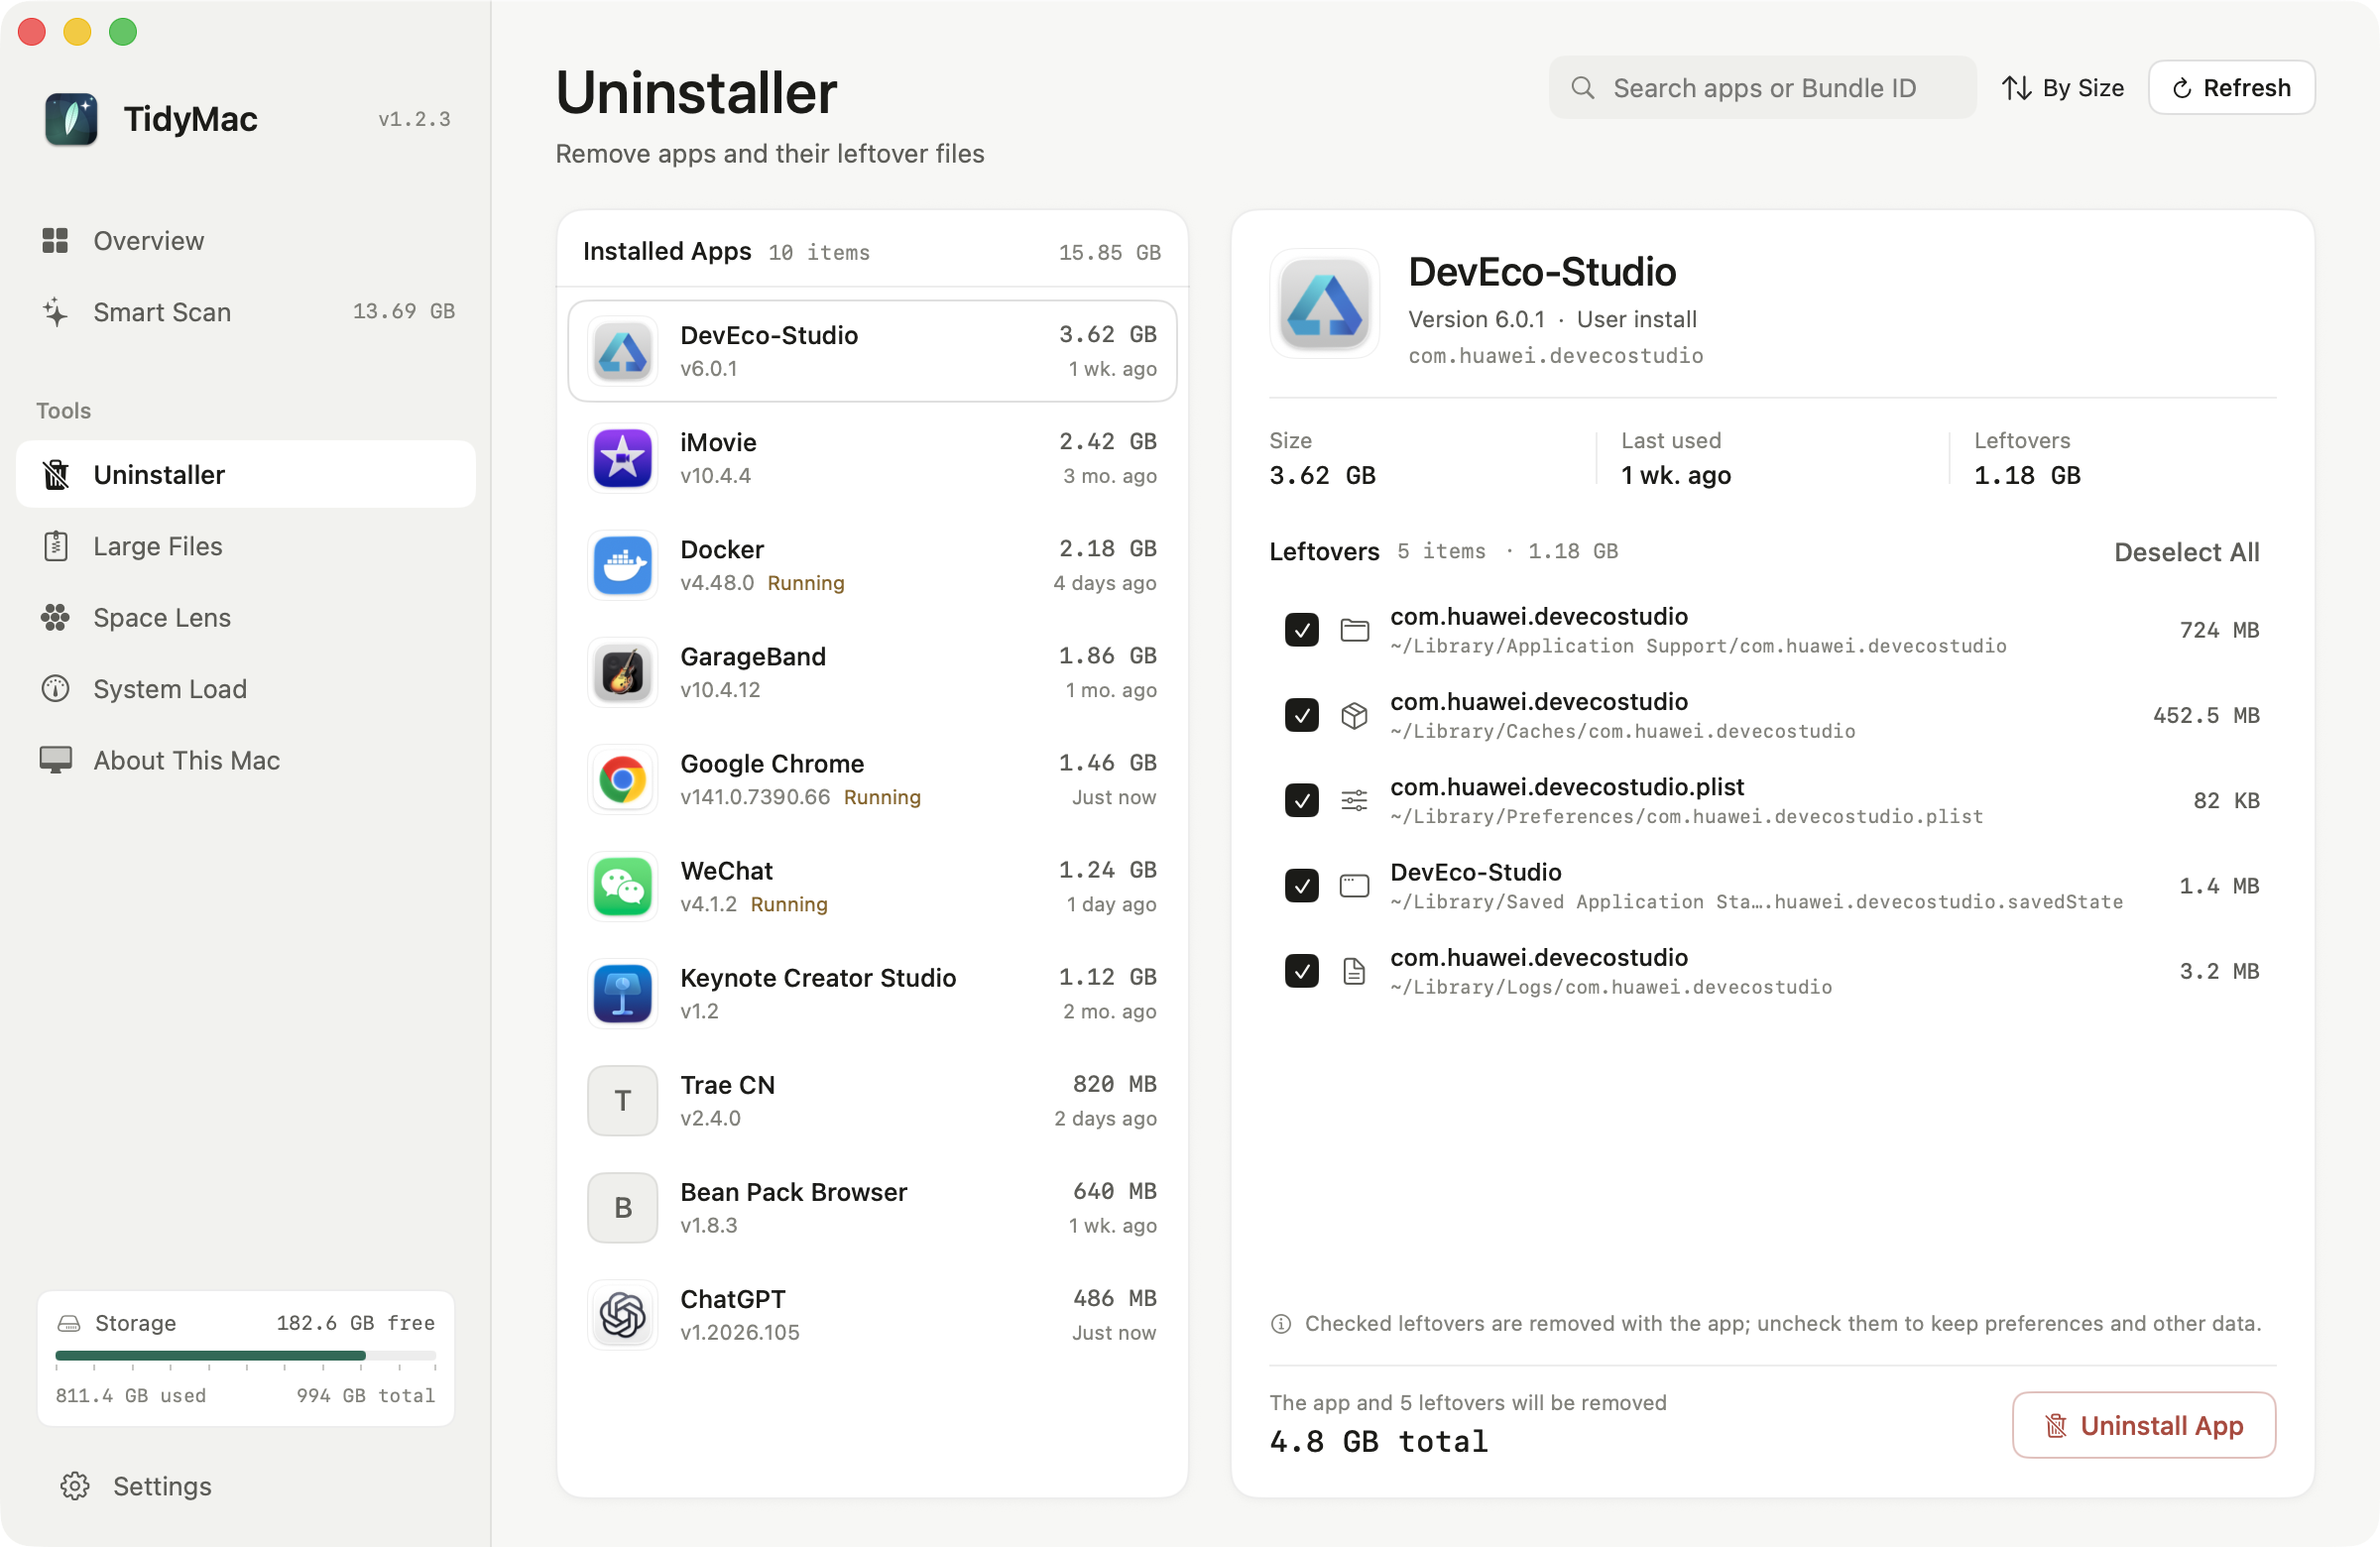 TidyMac v1.2.3
Overview
Smart Scan 13.69 GB
Tools
Uninstaller
Large Files
Space Lens
System Load
About This Mac
Storage 182.6 GB free
811.4 GB used 994 GB total
Settings
Uninstaller
Remove apps and their leftover files
Search apps or Bundle ID
By Size
Refresh
Installed Apps 10 items 15.85 GB
DevEco-Studio 3.62 GB
v6.0.1 1 wk. ago
iMovie 2.42 GB
v10.4.4 3 mo. ago
Docker 2.18 GB
v4.48.0 Running 4 days ago
GarageBand 1.86 GB
v10.4.12 1 mo. ago
Google Chrome 1.46 GB
v141.0.7390.66 Running Just now
WeChat 1.24 GB
v4.1.2 Running 1 day ago
Keynote Creator Studio 1.12 GB
v1.2 2 mo. ago
T
Trae CN 820 MB
v2.4.0 2 days ago
B
Bean Pack Browser 640 MB
v1.8.3 1 wk. ago
ChatGPT 486 MB
v1.2026.105 Just now
DevEco-Studio
Version 6.0.1 · User install
com.huawei.devecostudio
Size Last used Leftovers
3.62 GB 1 wk. ago 1.18 GB
Leftovers 5 items · 1.18 GB Deselect All
com.huawei.devecostudio
~/Library/Application Support/com.huawei.devecostudio
724 MB
com.huawei.devecostudio
~/Library/Caches/com.huawei.devecostudio
452.5 MB
com.huawei.devecostudio.plist
~/Library/Preferences/com.huawei.devecostudio.plist
82 KB
DevEco-Studio
~/Library/Saved Application Sta….huawei.devecostudio.savedState
1.4 MB
com.huawei.devecostudio
~/Library/Logs/com.huawei.devecostudio
3.2 MB
Checked leftovers are removed with the app; uncheck them to keep preferences and other data.
The app and 5 leftovers will be removed
4.8 GB total
Uninstall App